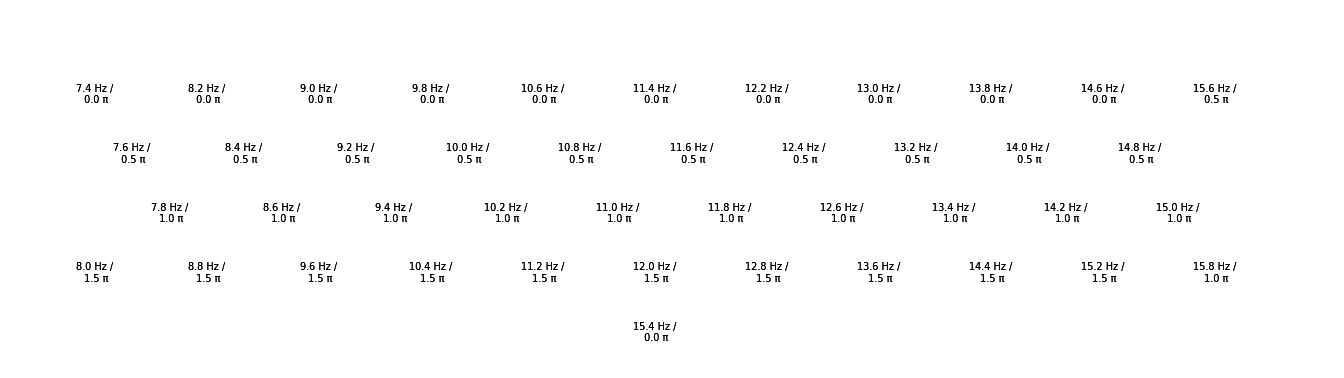 7.4 Hz / 8.2 Hz / 9.0 Hz / 9.8 Hz / 10.6 Hz / 11.4 Hz / 12.2 Hz / 13.0 Hz / 13.8 Hz / 14.6 Hz / 15.6 Hz /
0.0 π 0.0 π 0.0 π 0.0 π 0.0 π 0.0 π 0.0 π 0.0 π 0.0 π 0.0 π 0.5 π
7.6 Hz / 8.4 Hz / 9.2 Hz / 10.0 Hz / 10.8 Hz / 11.6 Hz / 12.4 Hz / 13.2 Hz / 14.0 Hz / 14.8 Hz /
0.5 π 0.5 π 0.5 π 0.5 π 0.5 π 0.5 π 0.5 π 0.5 π 0.5 π 0.5 π
7.8 Hz / 8.6 Hz / 9.4 Hz / 10.2 Hz / 11.0 Hz / 11.8 Hz / 12.6 Hz / 13.4 Hz / 14.2 Hz / 15.0 Hz /
1.0 π 1.0 π 1.0 π 1.0 π 1.0 π 1.0 π 1.0 π 1.0 π 1.0 π 1.0 π
8.0 Hz / 8.8 Hz / 9.6 Hz / 10.4 Hz / 11.2 Hz / 12.0 Hz / 12.8 Hz / 13.6 Hz / 14.4 Hz / 15.2 Hz / 15.8 Hz /
1.5 π 1.5 π 1.5 π 1.5 π 1.5 π 1.5 π 1.5 π 1.5 π 1.5 π 1.5 π 1.0 π
15.4 Hz /
0.0 π